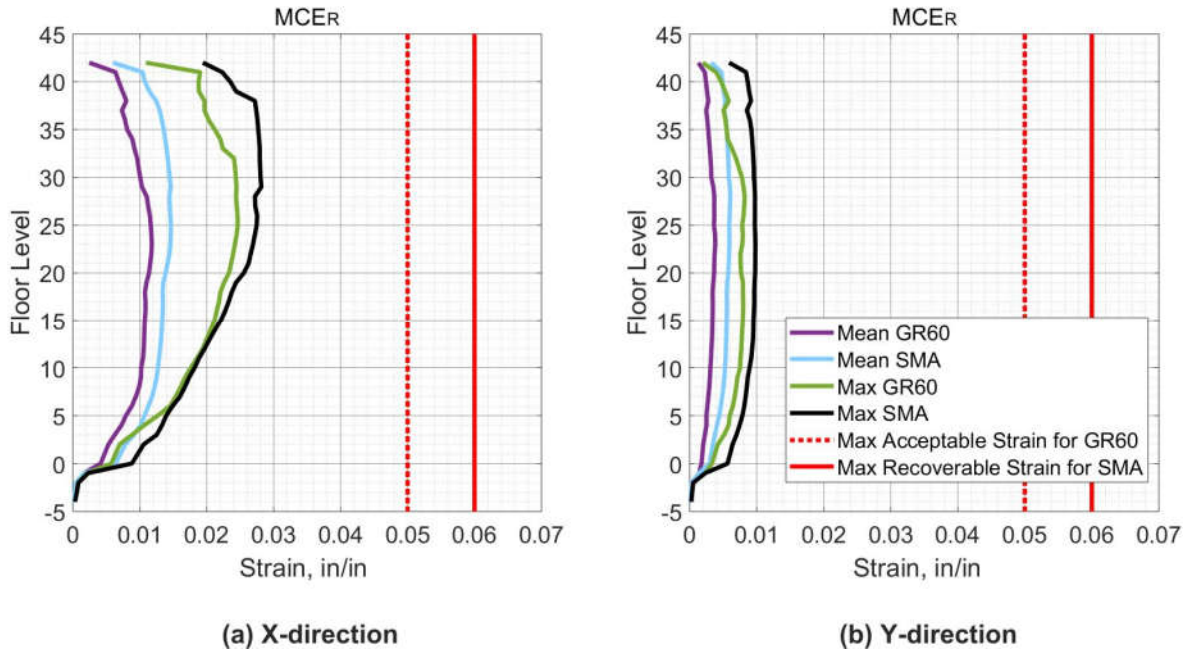 MCER
45
40
35
30
25
20
15
10
5
0
-5
Floor Level
0 0.01 0.02 0.03 0.04 0.05 0.06 0.07
Strain, in/in
(a) X-direction
MCER
45
40
35
30
25
20
15
10
5
0
-5
Floor Level
Mean GR60
Mean SMA
Max GR60
Max SMA
Max Acceptable Strain for GR60
Max Recoverable Strain for SMA
0 0.01 0.02 0.03 0.04 0.05 0.06 0.07
Strain, in/in
(b) Y-direction